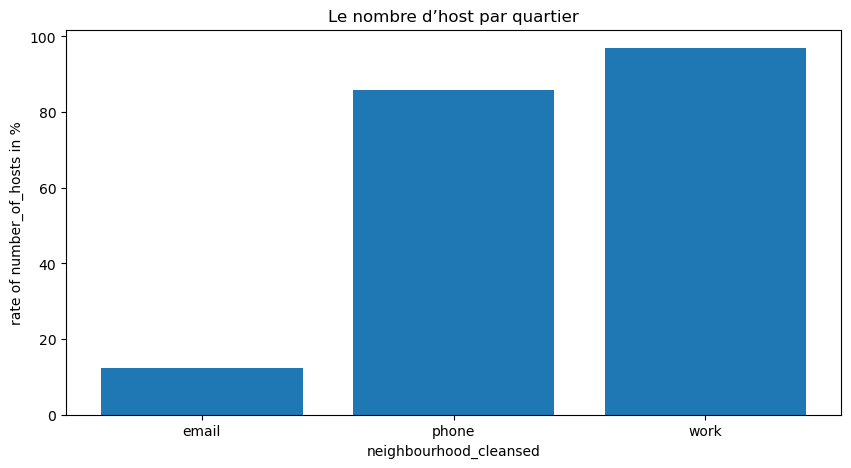 Le nombre d’host par quartier
rate of number_of_hosts in %
100
80
60
40
20
0
email phone work
neighbourhood_cleansed